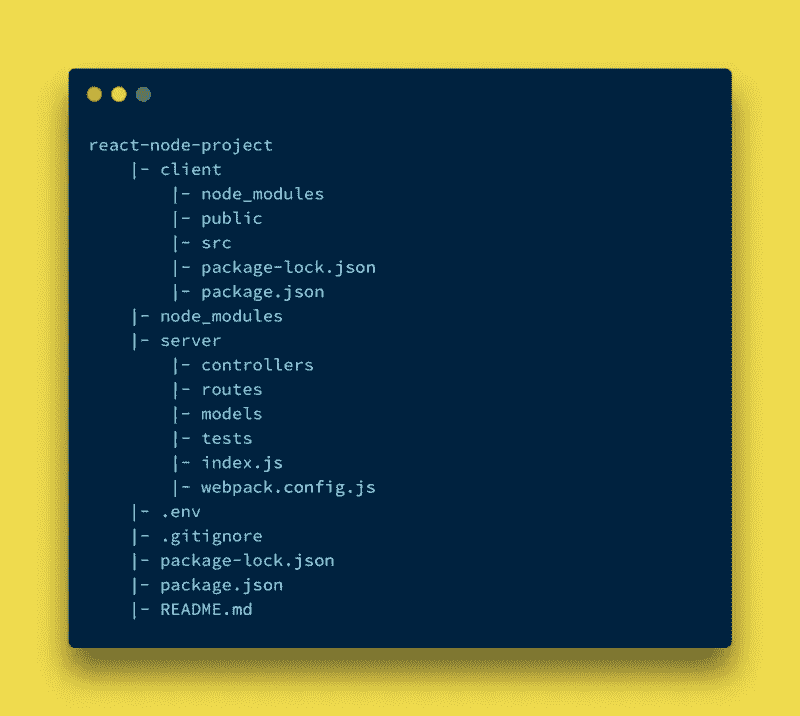 react-node-project
|- client
|- node_modules
|- public
|- src
|- package-lock.json
|- package.json
|- node_modules
|- server
|- controllers
|- routes
|- models
|- tests
|- index.js
|- webpack.config.js
|- .env
|- .gitignore
|- package-lock.json
|- package.json
|- README.md